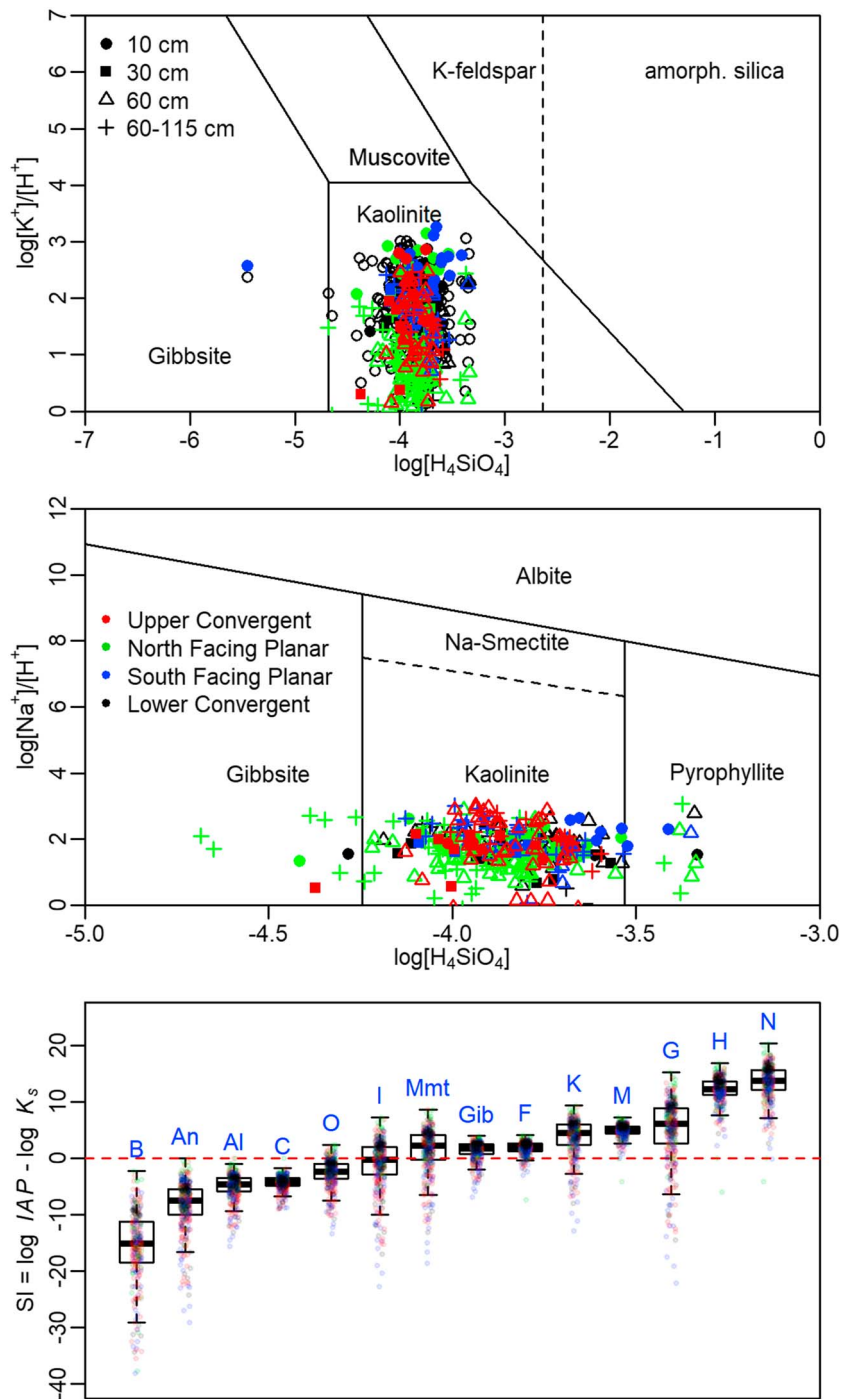 7
6
5
4
3
2
1
0
log[K⁺]/[H⁺]
10 cm
30 cm
60 cm
60-115 cm
K-feldspar
amorph. silica
Muscovite
Kaolinite
Gibbsite
-7 -6 -5 -4 -3 -2 -1 0
log[H₄SiO₄]
12
10
8
6
4
2
0
log[Na⁺]/[H⁺]
Albite
Upper Convergent
North Facing Planar
South Facing Planar
Lower Convergent
Na-Smectite
Gibbsite
Kaolinite
Pyrophyllite
-5.0 -4.5 -4.0 -3.5 -3.0
log[H₄SiO₄]
20
10
0
-10
-20
-30
-40
SI = log IAP - log Kₛ
B An Al C O I Mmt Gib F K M G H N